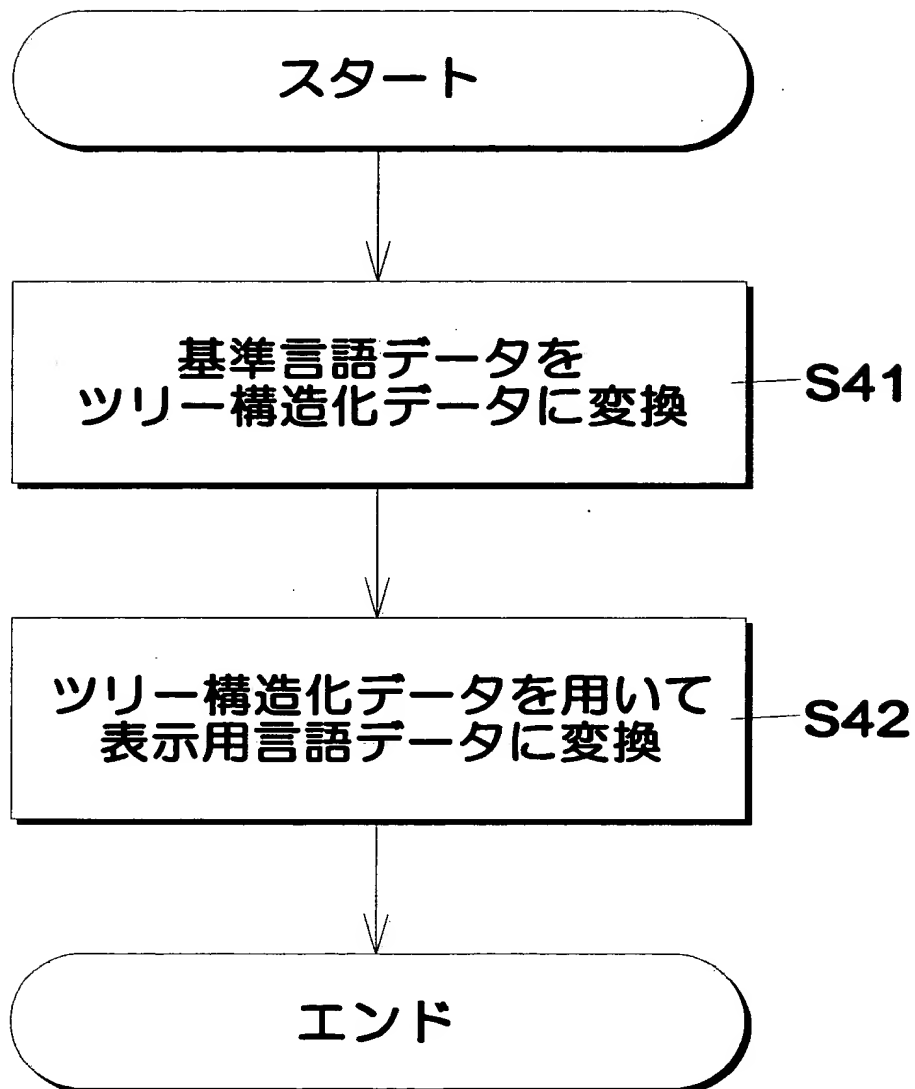 スタート
基準言語データを
ツリー構造化データに変換
S41
ツリー構造化データを用いて
表示用言語データに変換
S42
エンド